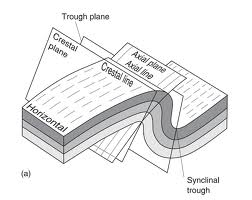 Trough plane
Crestal
plane
Axial plane
Axial line
Crestal line
Horizontal
(a)
Synclinal
trough